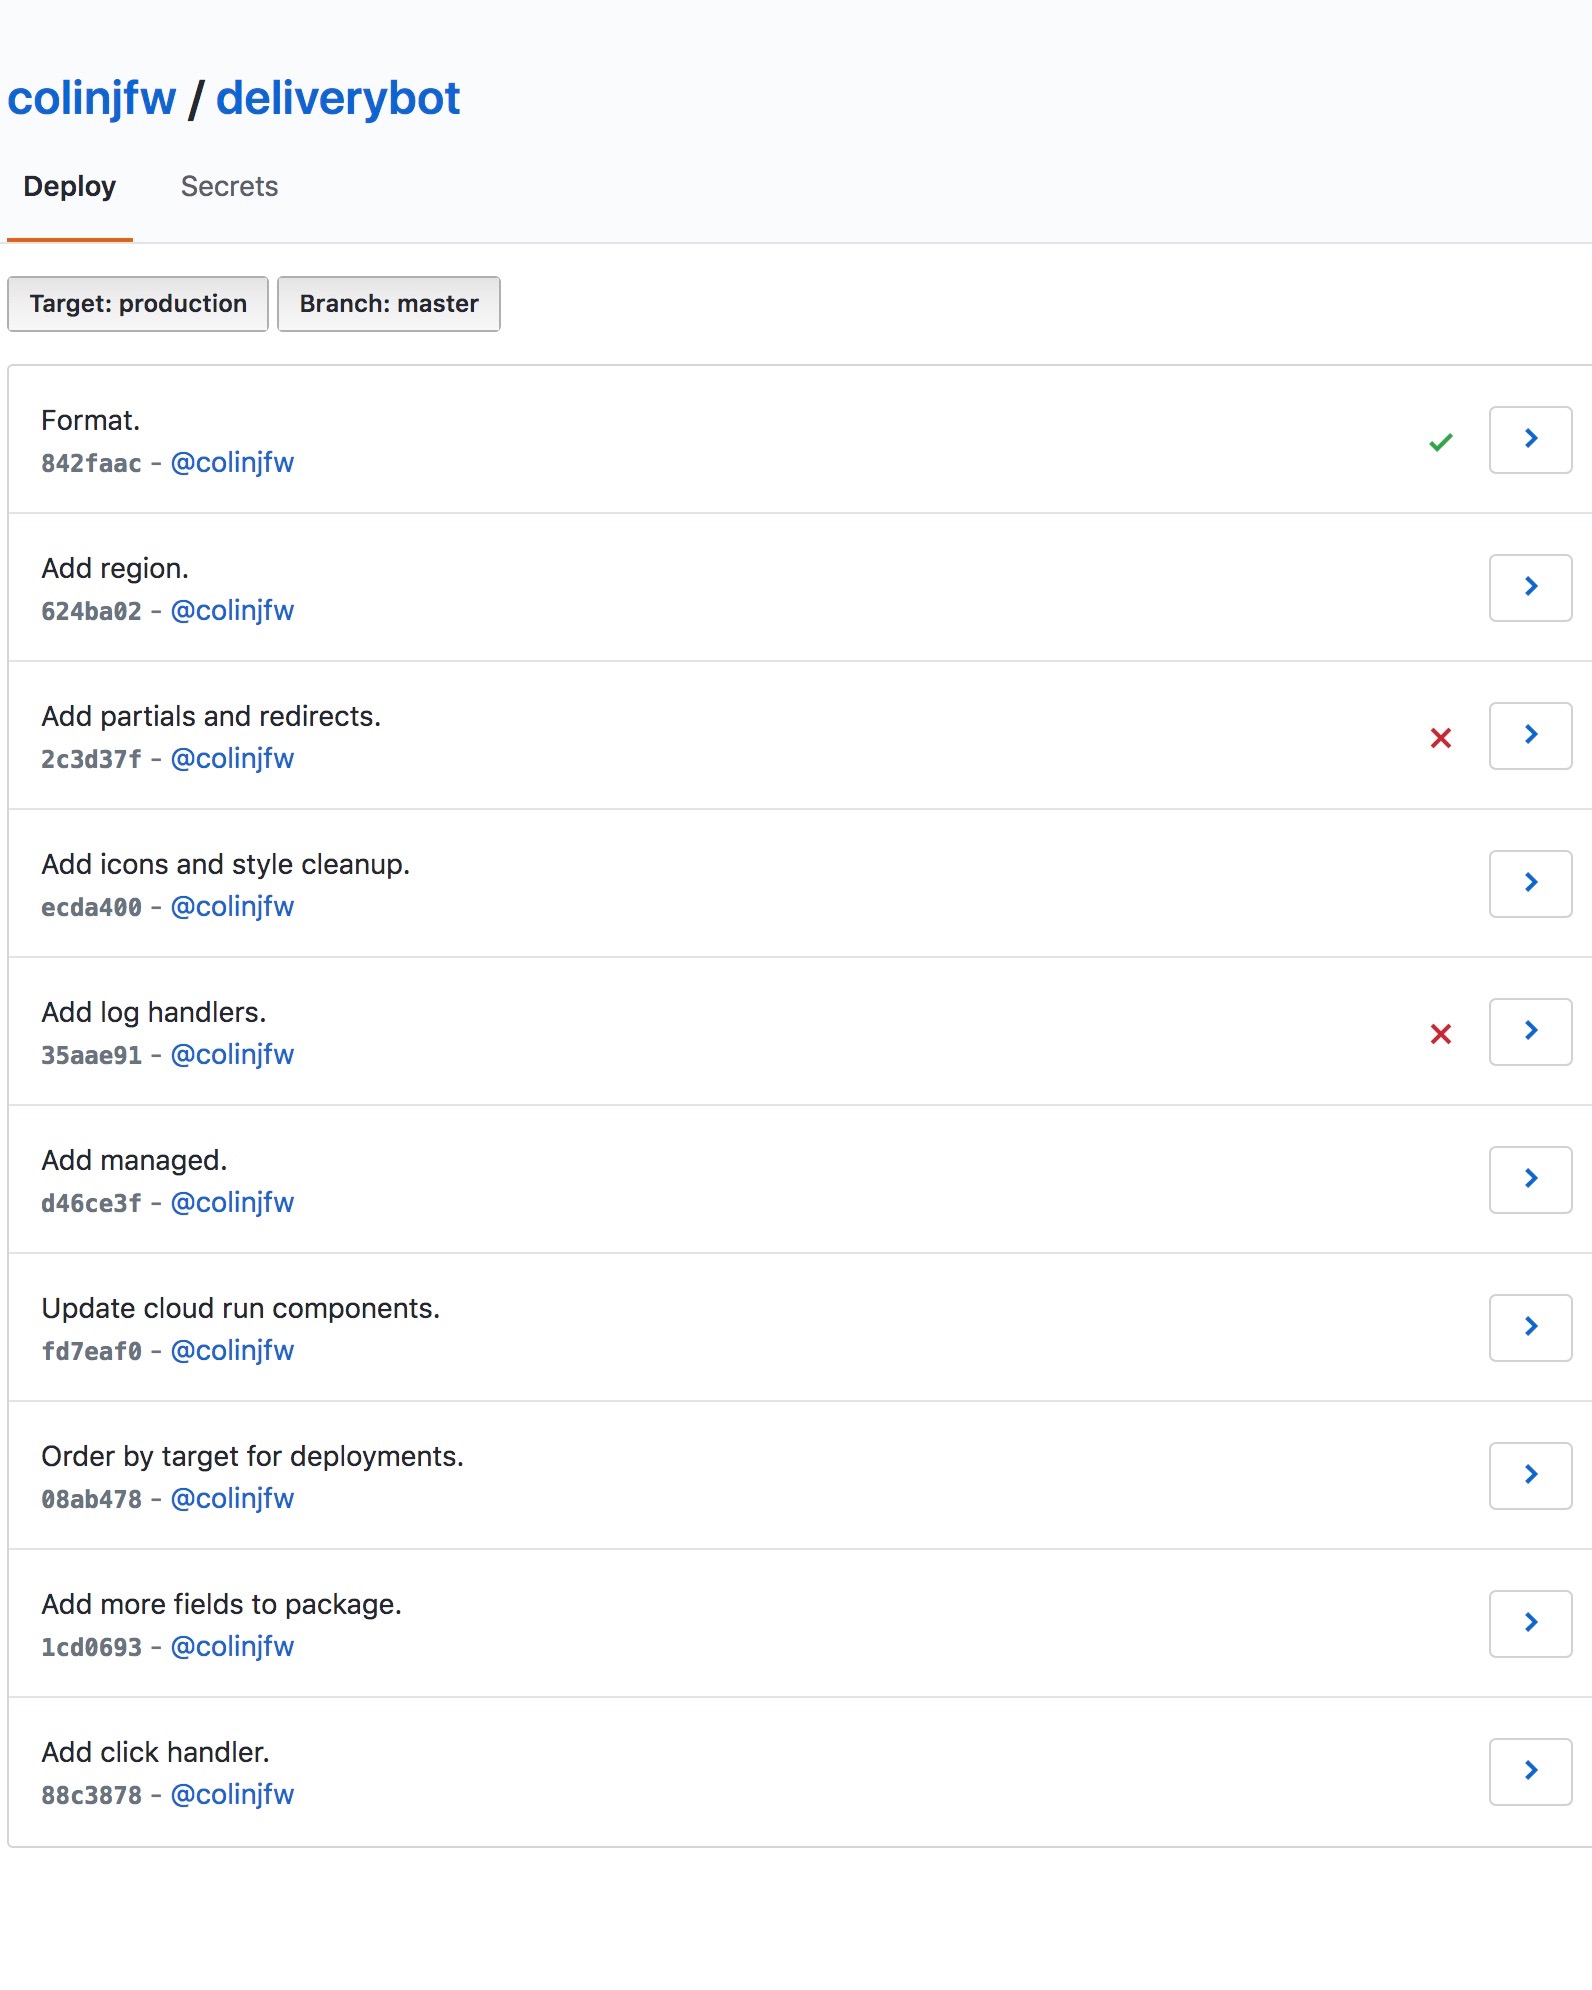 colinjfw / deliverybot
Deploy Secrets
Target: production Branch: master
Format.
842faac - @colinjfw
Add region.
624ba02 - @colinjfw
Add partials and redirects.
2c3d37f - @colinjfw
Add icons and style cleanup.
ecda400 - @colinjfw
Add log handlers.
35aae91 - @colinjfw
Add managed.
d46ce3f - @colinjfw
Update cloud run components.
fd7eaf0 - @colinjfw
Order by target for deployments.
08ab478 - @colinjfw
Add more fields to package.
1cd0693 - @colinjfw
Add click handler.
88c3878 - @colinjfw